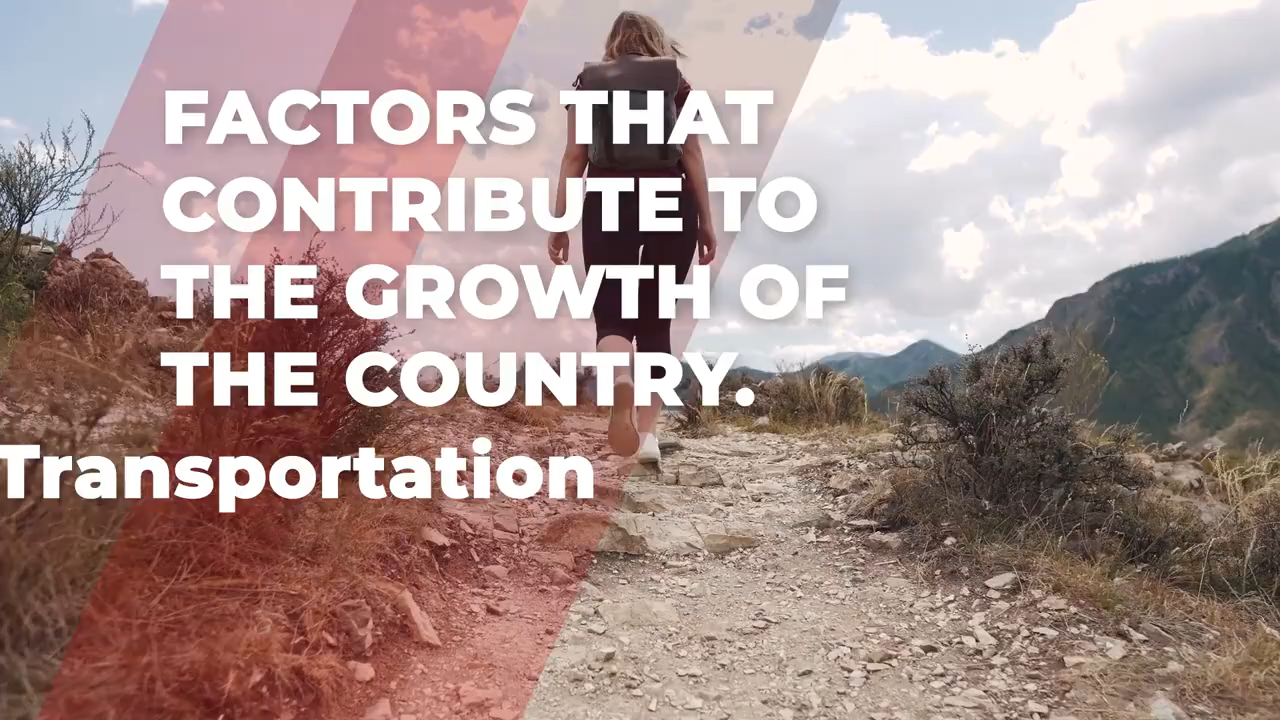 FACTORS THAT
CONTRIBUTE TO
THE GROWTH OF
THE COUNTRY.
Transportation